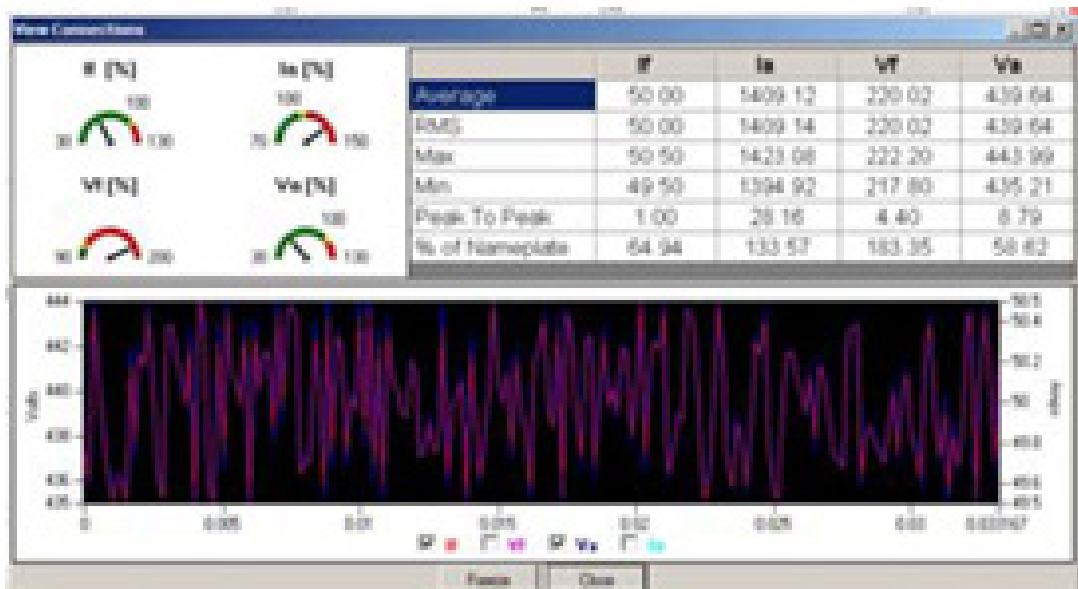 View Connections
If [%]
Ia [%]
100
30
130
100
70
150
Vf [%]
Va [%]
90
200
100
30
130
If Ia Vf Va
Average 50.00 1409.12 220.02 439.64
RMS 50.00 1409.14 220.02 439.64
Max 50.50 1423.08 222.20 443.99
Min 49.50 1394.92 217.80 435.21
Peak To Peak 1.00 28.16 4.40 8.79
% of Nameplate 64.94 133.57 183.35 58.62
444
442
440
438
436
435
Volts
50.5
50.4
50.2
50
49.8
49.6
49.5
Amps
0 0.005 0.01 0.015 0.02 0.025 0.03 0.033167
If Vf Va Ia
Close